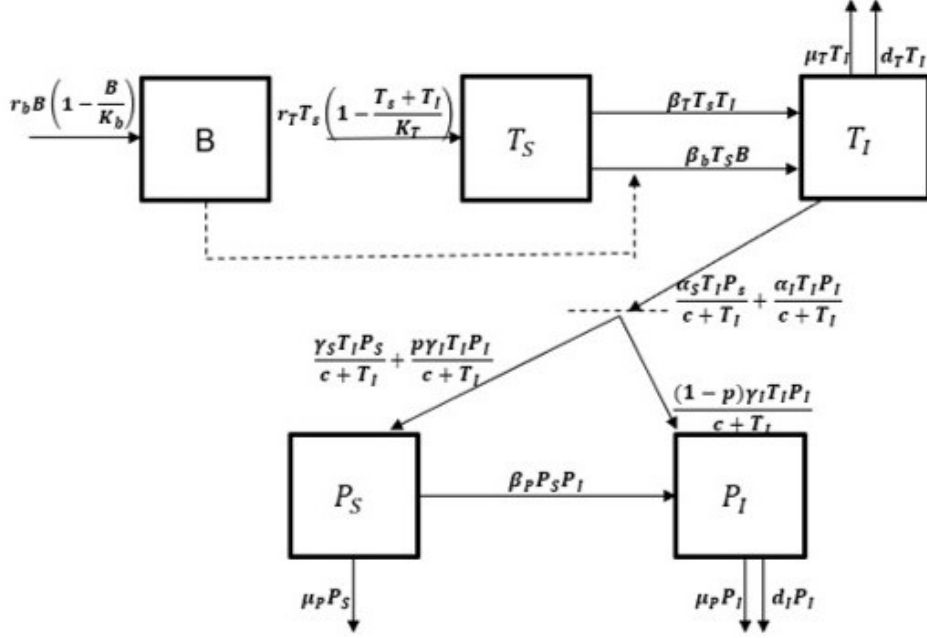 μ_T T_I
d_T T_I
r_b B (1 - B/K_b)
B
r_T T_s (1 - (T_s + T_I)/K_T)
T_S
β_T T_s T_I
β_b T_S B
T_I
α_S T_I P_s/(c + T_I) + α_I T_I P_I/(c + T_I)
γ_S T_I P_S/(c + T_I) + pγ_I T_I P_I/(c + T_I)
(1 - p)γ_I T_I P_I/(c + T_I)
P_S
β_P P_S P_I
P_I
μ_P P_S
μ_P P_I
d_I P_I